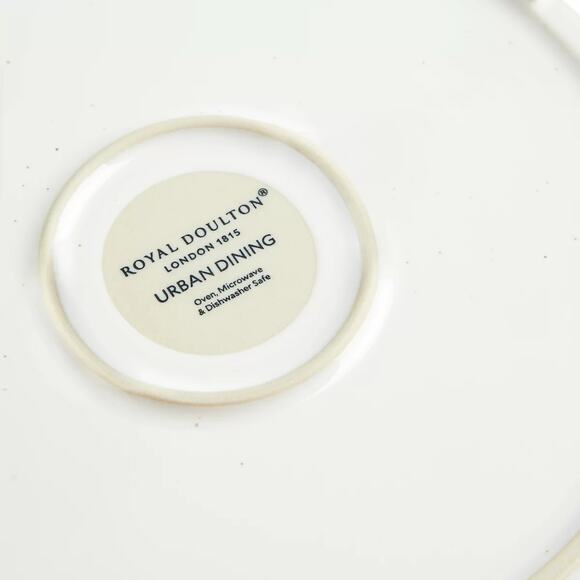 ROYAL DOULTON®
LONDON 1815
URBAN DINING
Oven, Microwave
& Dishwasher Safe